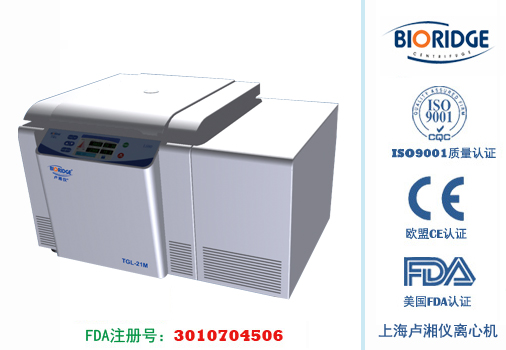 BIORIDGE
TGL-21M
FDA注册号：3010704506
BIORIDGE
CENTRIFUGE
QUALITY ASSURED FIRM
ISO
9001
CQC
ISO9001质量认证
CE
欧盟CE认证
FDA
美国FDA认证
上海卢湘仪离心机